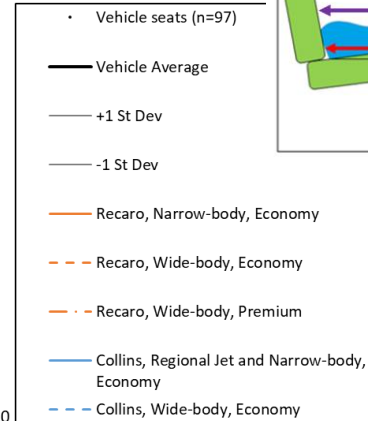 Vehicle seats (n=97)
Vehicle Average
+1 St Dev
-1 St Dev
Recaro, Narrow-body, Economy
Recaro, Wide-body, Economy
Recaro, Wide-body, Premium
Collins, Regional Jet and Narrow-body,
Economy
0
Collins, Wide-body, Economy